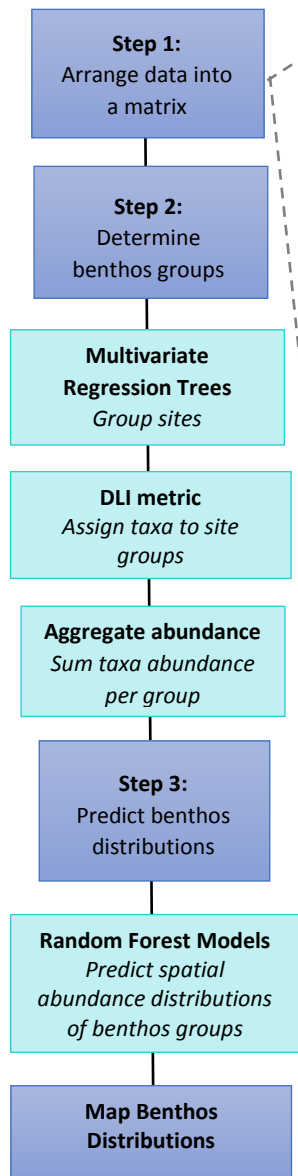 Step 1:
Arrange data into
a matrix
Step 2:
Determine
benthos groups
Multivariate
Regression Trees
Group sites
DLI metric
Assign taxa to site
groups
Aggregate abundance
Sum taxa abundance
per group
Step 3:
Predict benthos
distributions
Random Forest Models
Predict spatial
abundance distributions
of benthos groups
Map Benthos
Distributions